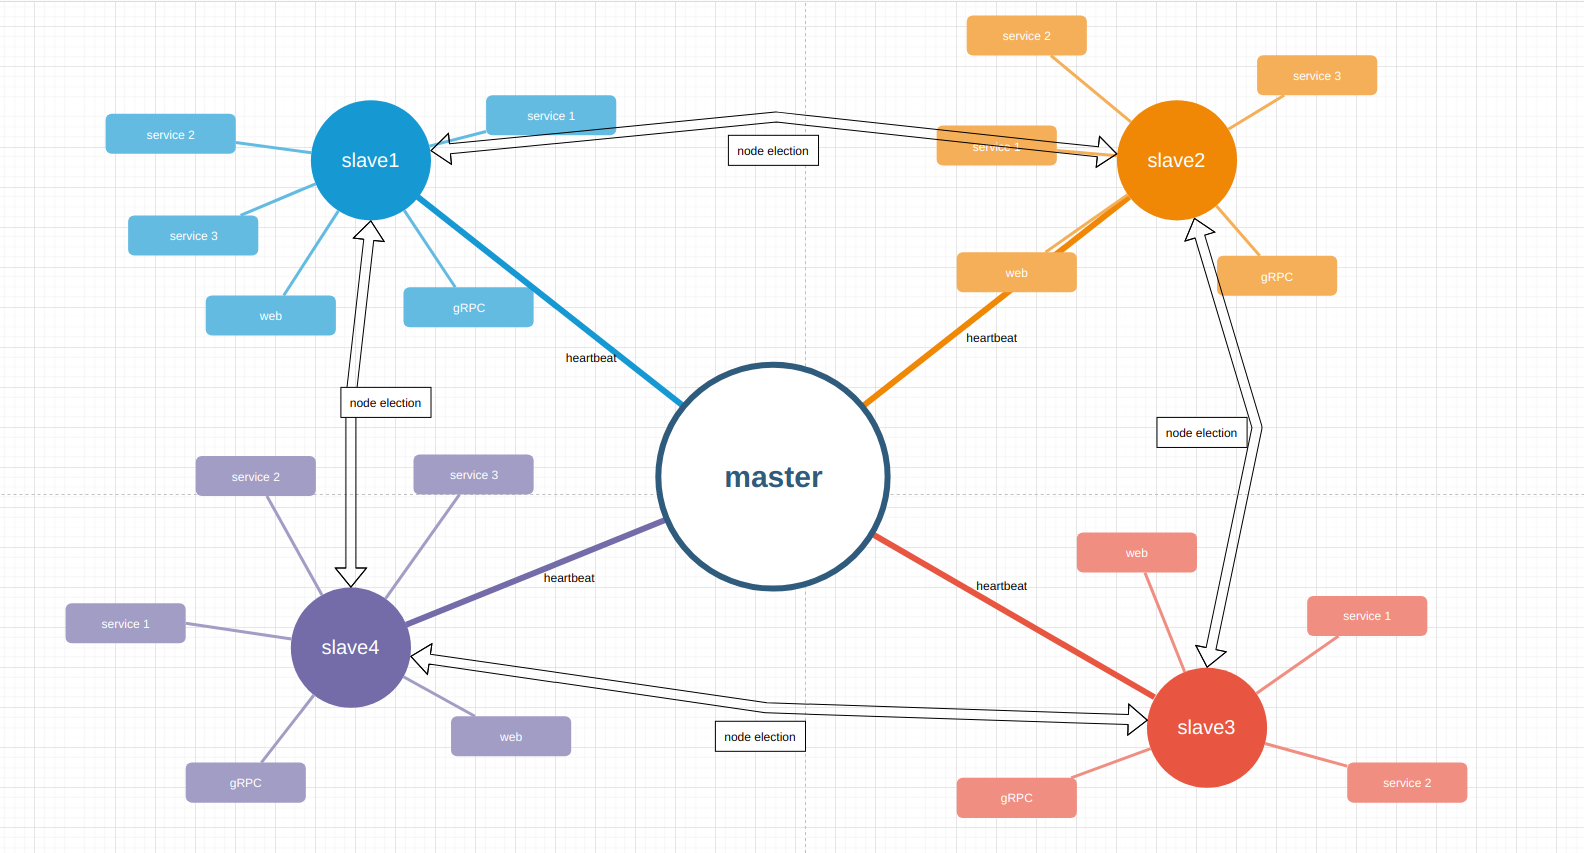 service 2
service 3
service 1
service 2
slave1
slave2
service 1
node election
service 3
web
gRPC
web
gRPC
heartbeat
heartbeat
node election
node election
master
service 2
service 3
heartbeat
heartbeat
web
service 1
service 1
slave4
slave3
web
node election
gRPC
gRPC
service 2